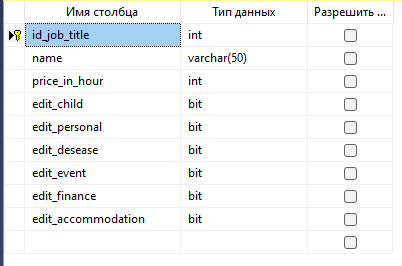 Имя столбца Тип данных Разрешить ...
id_job_title int
name varchar(50)
price_in_hour int
edit_child bit
edit_personal bit
edit_desease bit
edit_event bit
edit_finance bit
edit_accommodation bit